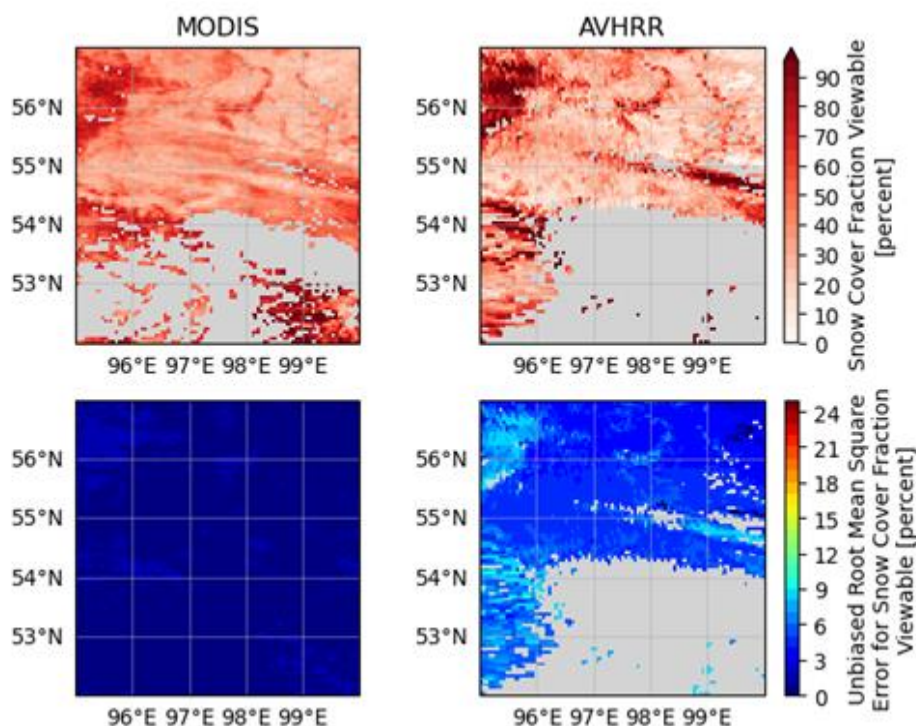 MODIS
AVHRR
56°N
55°N
54°N
53°N
96°E 97°E 98°E 99°E
56°N
55°N
54°N
53°N
96°E 97°E 98°E 99°E
90
80
70
60
50
40
30
20
10
0
Snow Cover Fraction Viewable
[percent]
56°N
55°N
54°N
53°N
96°E 97°E 98°E 99°E
56°N
55°N
54°N
53°N
96°E 97°E 98°E 99°E
24
21
18
15
12
9
6
3
0
Unbiased Root Mean Square
Error for Snow Cover Fraction
Viewable [percent]